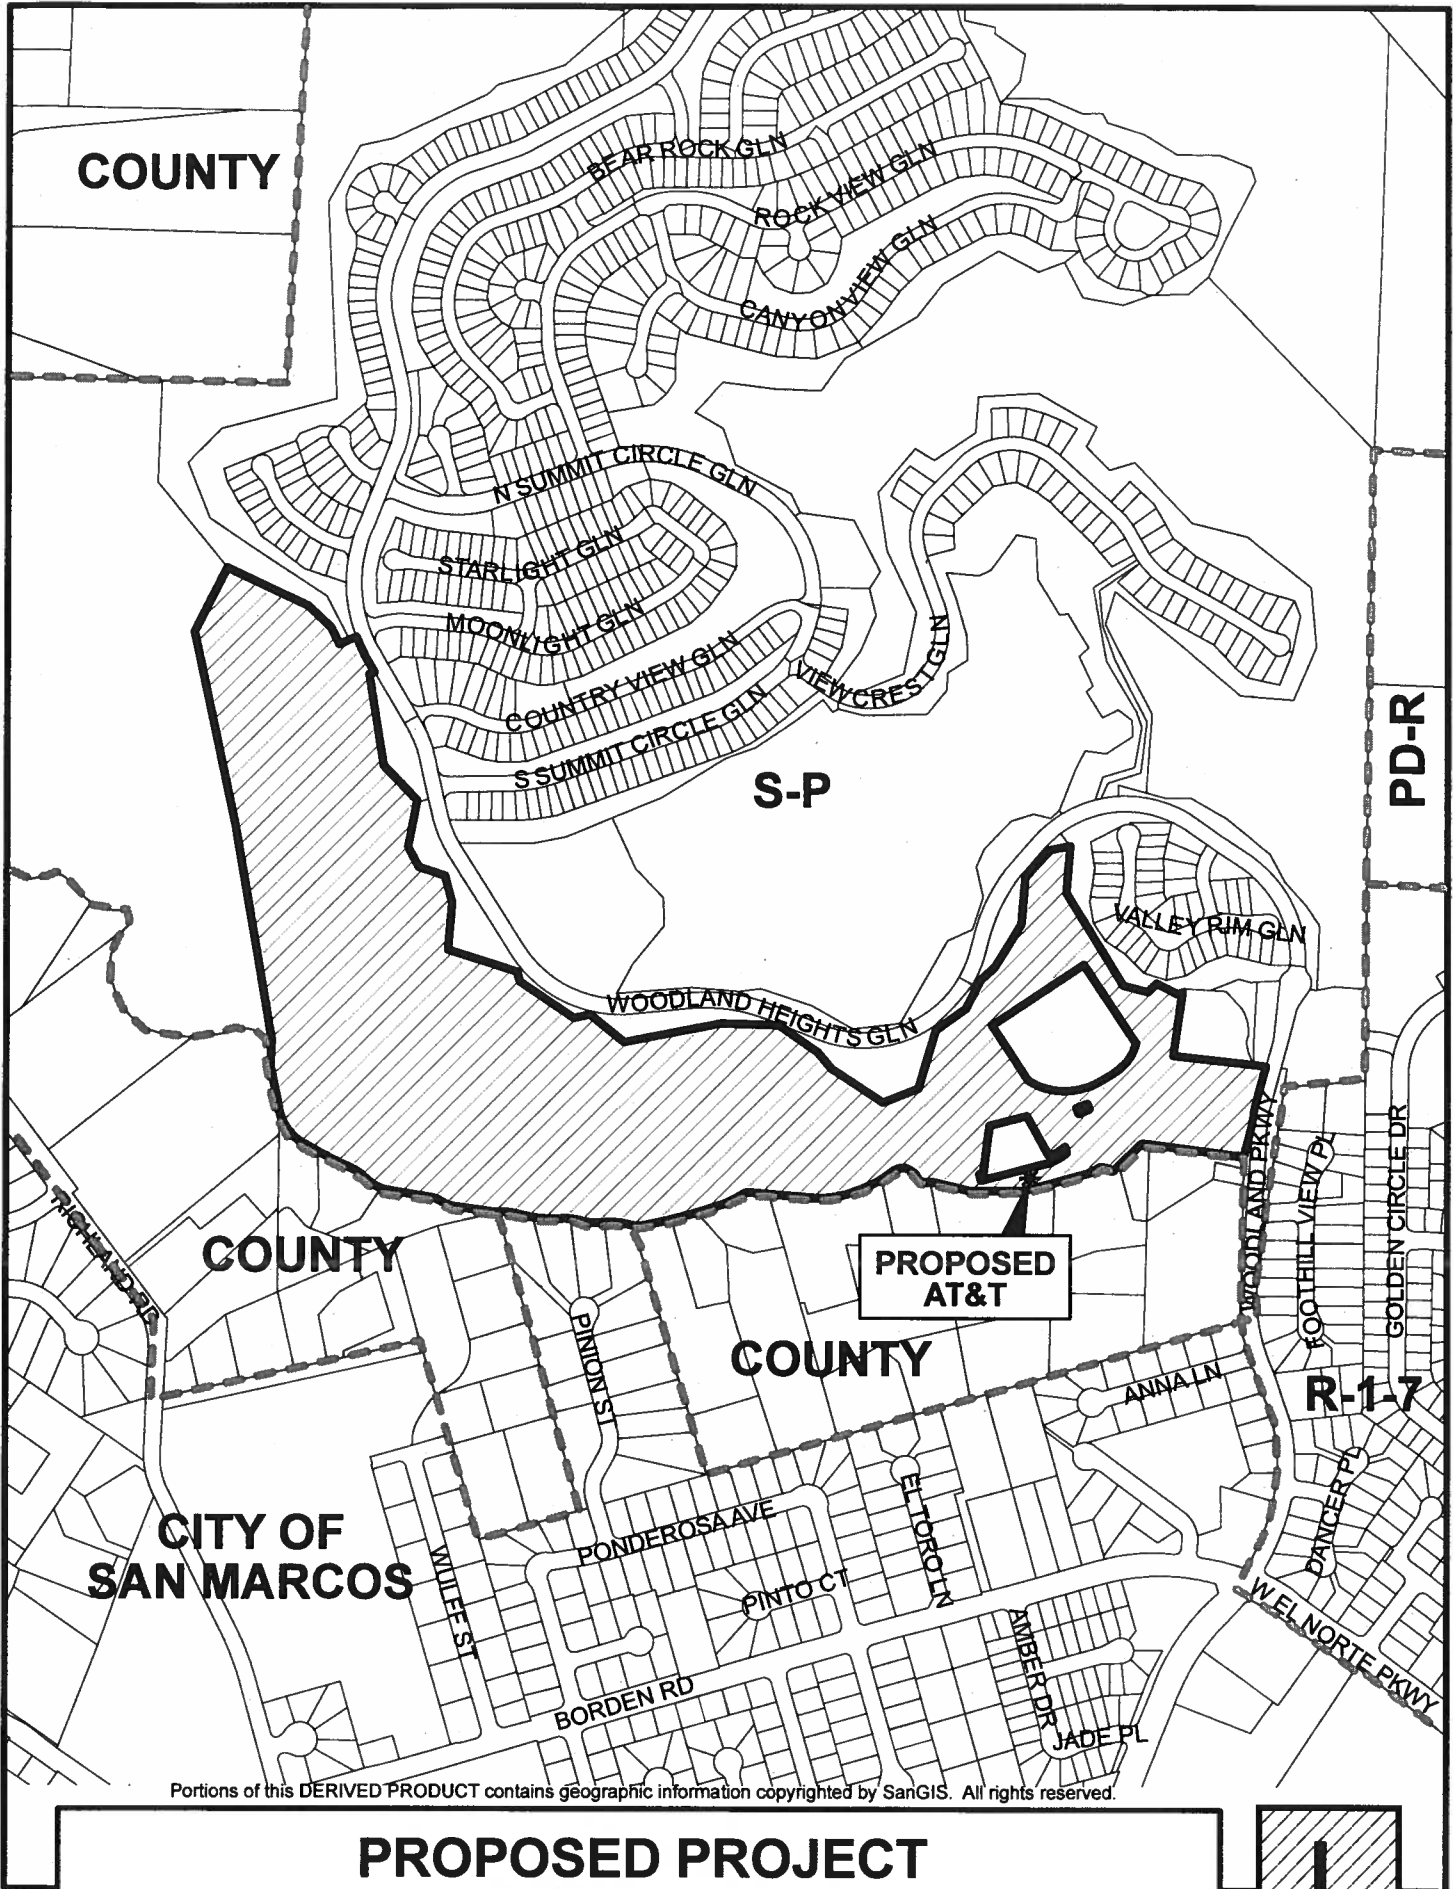 COUNTY
BEAR ROCK GLN
ROCK VIEW GLN
CANYON VIEW GLN
N SUMMIT CIRCLE GLN
STARLIGHT GLN
MOONLIGHT GLN
COUNTRY VIEW GLN
VIEWCREST GLN
S SUMMIT CIRCLE GLN
S-P
PD-R
VALLEY RIM GLN
WOODLAND HEIGHTS GLN
WOODLAND PKWY
FOOTHILL VIEW PL
GOLDEN CIRCLE DR
RICHLAND RD
COUNTY
PROPOSED
AT&T
PINION ST
COUNTY
ANNA LN
R-1-7
DANCER PL
EL TORO LN
CITY OF
SAN MARCOS
PONDEROSA AVE
WULFF ST
PINTO CT
W EL NORTE PKWY
AMBER DR
BORDEN RD
JADE PL
Portions of this DERIVED PRODUCT contains geographic information copyrighted by SanGIS. All rights reserved.
PROPOSED PROJECT